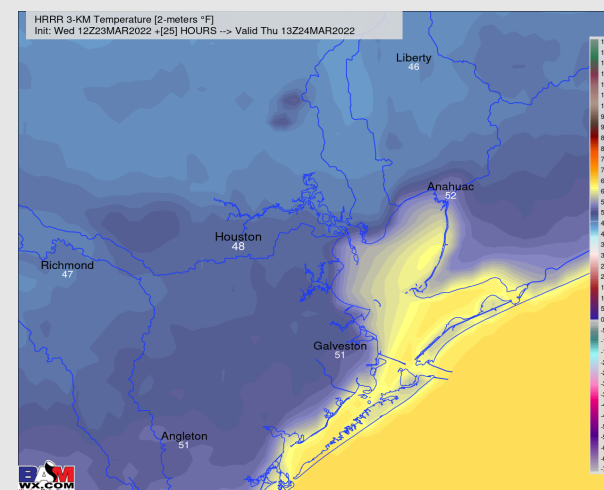 HRRR 3-KM Temperature [2-meters °F]
Init: Wed 12Z23MAR2022 +[25] HOURS --> Valid Thu 13Z24MAR2022
Liberty
46
Anahuac
52
Houston
48
Richmond
47
Galveston
51
Angleton
51
BAM
WX.COM